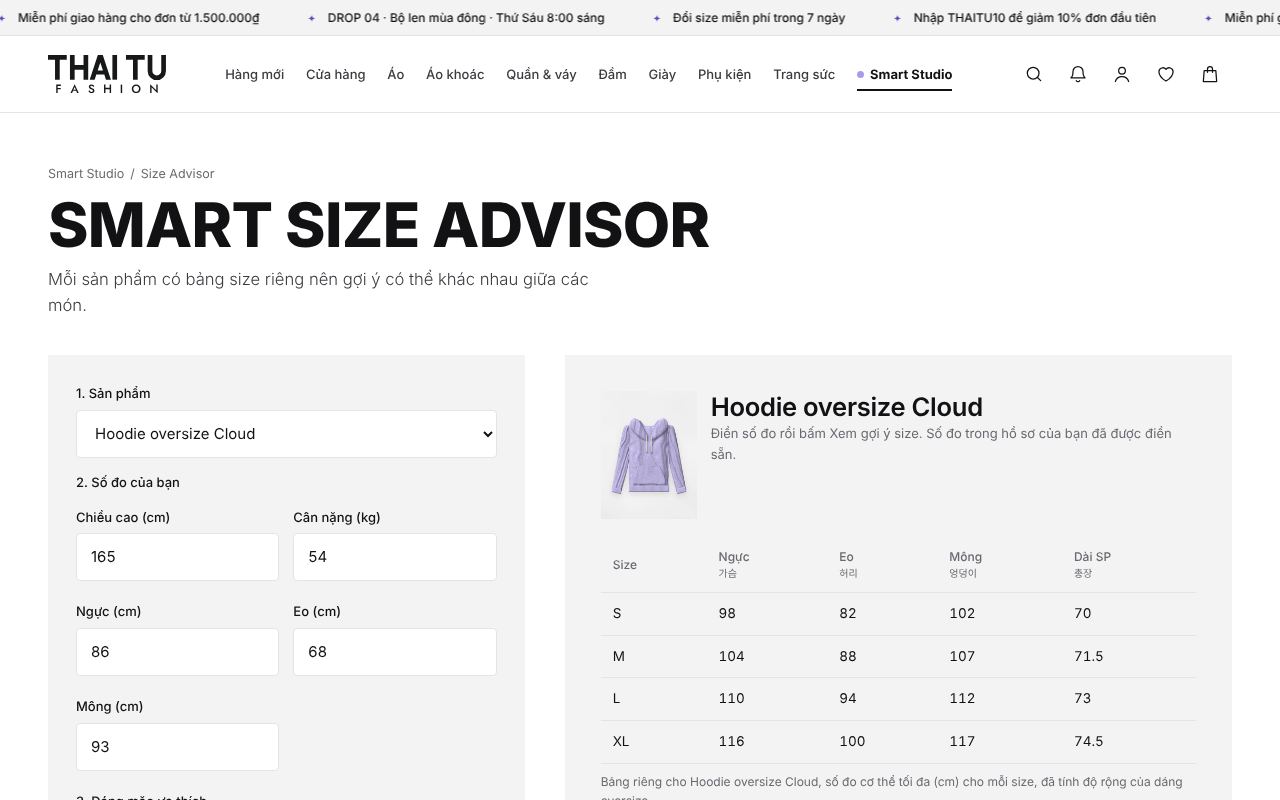 Miễn phí giao hàng cho đơn từ 1.500.000₫ ✦ DROP 04 · Bộ len mùa đông · Thứ Sáu 8:00 sáng ✦ Đổi size miễn phí trong 7 ngày ✦ Nhập THAITU10 để giảm 10% đơn đầu tiên ✦ Miễn phí
THAI TU
FASHION
Hàng mới Cửa hàng Áo Áo khoác Quần & váy Đầm Giày Phụ kiện Trang sức Smart Studio
Smart Studio / Size Advisor
SMART SIZE ADVISOR
Mỗi sản phẩm có bảng size riêng nên gợi ý có thể khác nhau giữa các
món.
1. Sản phẩm
Hoodie oversize Cloud
2. Số đo của bạn
Chiều cao (cm) Cân nặng (kg)
165 54
Ngực (cm) Eo (cm)
86 68
Mông (cm)
93
3. Dáng mặc ưa thích
Hoodie oversize Cloud
Điền số đo rồi bấm Xem gợi ý size. Số đo trong hồ sơ của bạn đã được điền
sẵn.
Size Ngực Eo Mông Dài SP
가슴 허리 엉덩이 총장
S 98 82 102 70
M 104 88 107 71.5
L 110 94 112 73
XL 116 100 117 74.5
Bảng riêng cho Hoodie oversize Cloud, số đo cơ thể tối đa (cm) cho mỗi size, đã tính độ rộng của dáng
oversize.